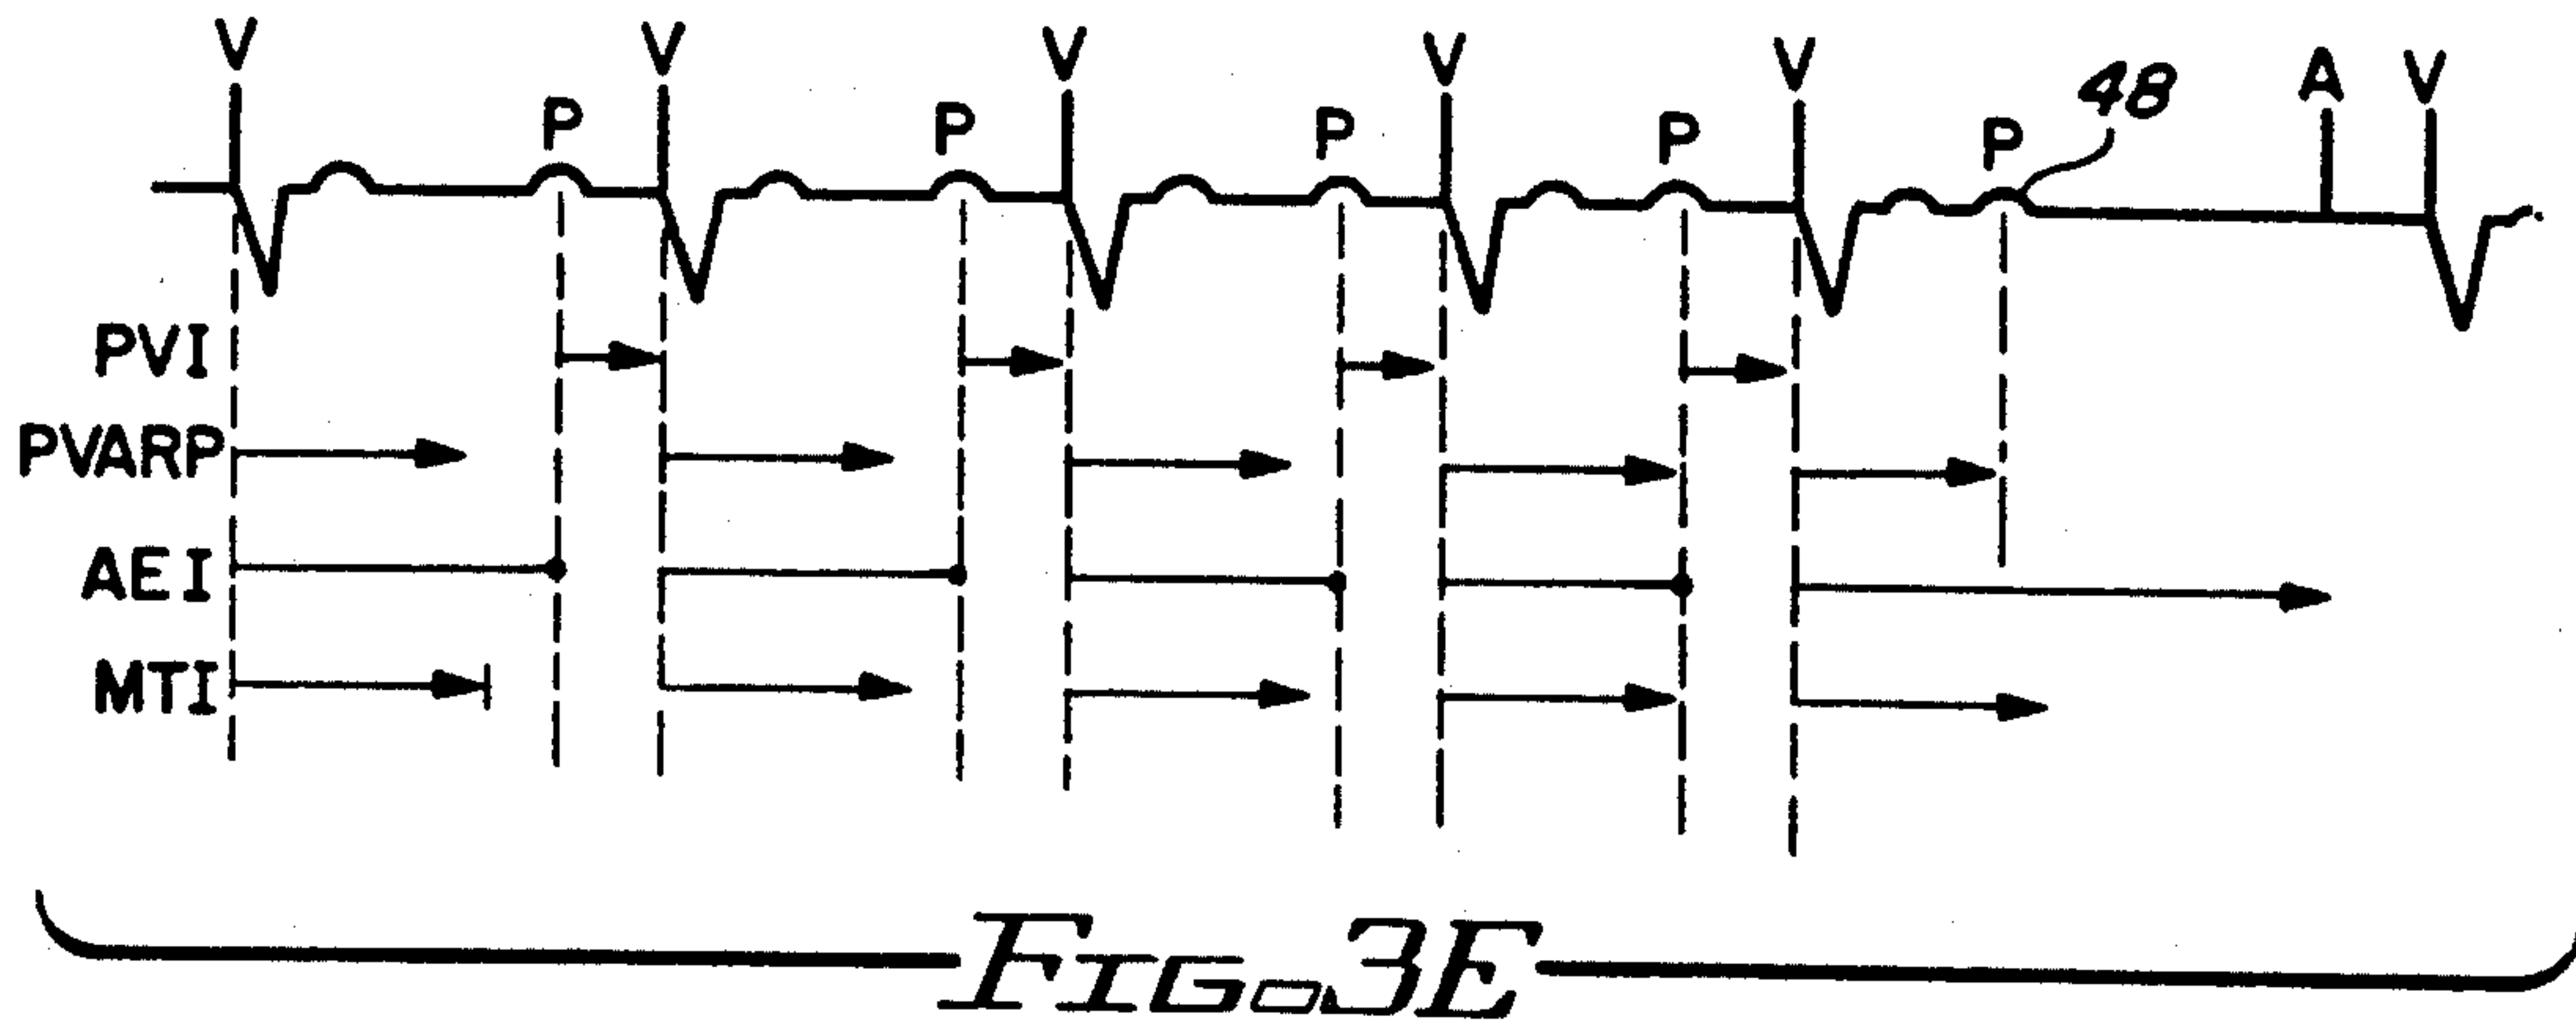 V V V V V A V
P P P P P 48
PVI
PVARP
AEI
MTI
FIG. 3E